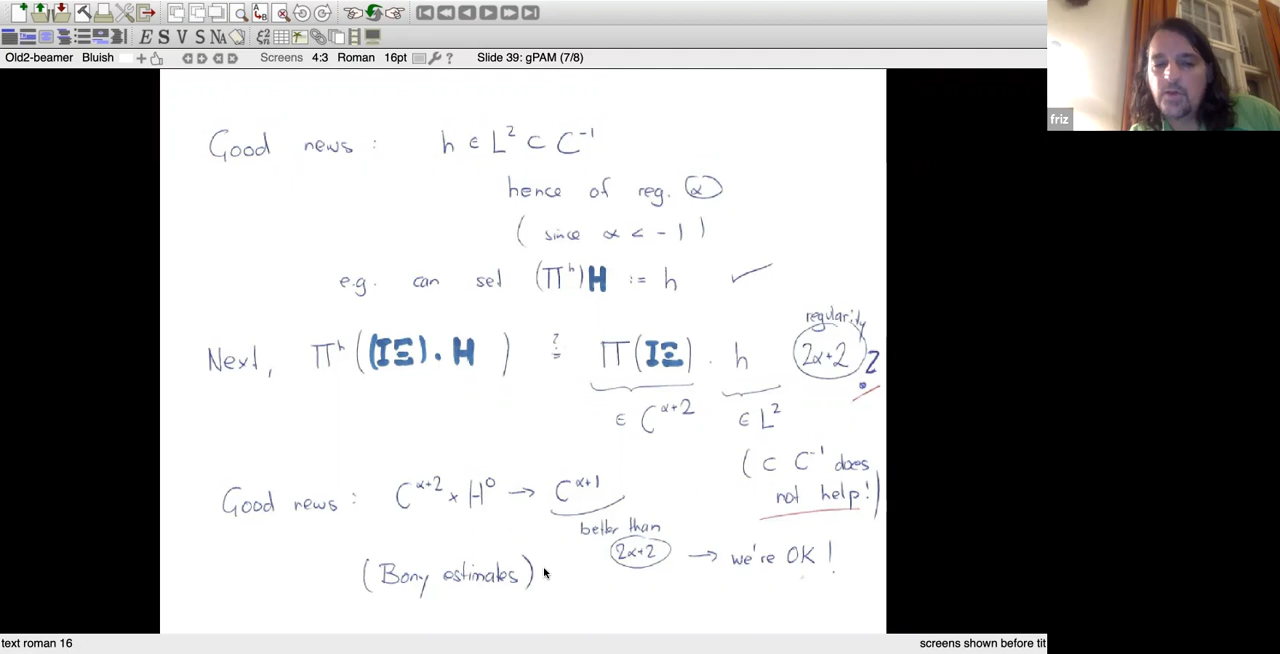 E S V S NA
Old2-beamer Bluish Screens 4:3 Roman 16pt ? Slide 39: gPAM (7/8)
friz
Good news : h ∈ L² ⊂ C⁻¹
hence of reg. α
( since α < -1 )
e.g. can set (Πʰ)H := h ✓
regularity
Next, Πʰ((IΞ).H) ≟ Π(IΞ) . h 2α+2 ?
∈ C^{α+2} ∈ L²
( ⊂ C⁻¹ does
not help! )
Good news : C^{α+2} × H⁰ → C^{α+1}
better than
2α+2 → we're OK !
(Bony estimates)
text roman 16 screens shown before tit